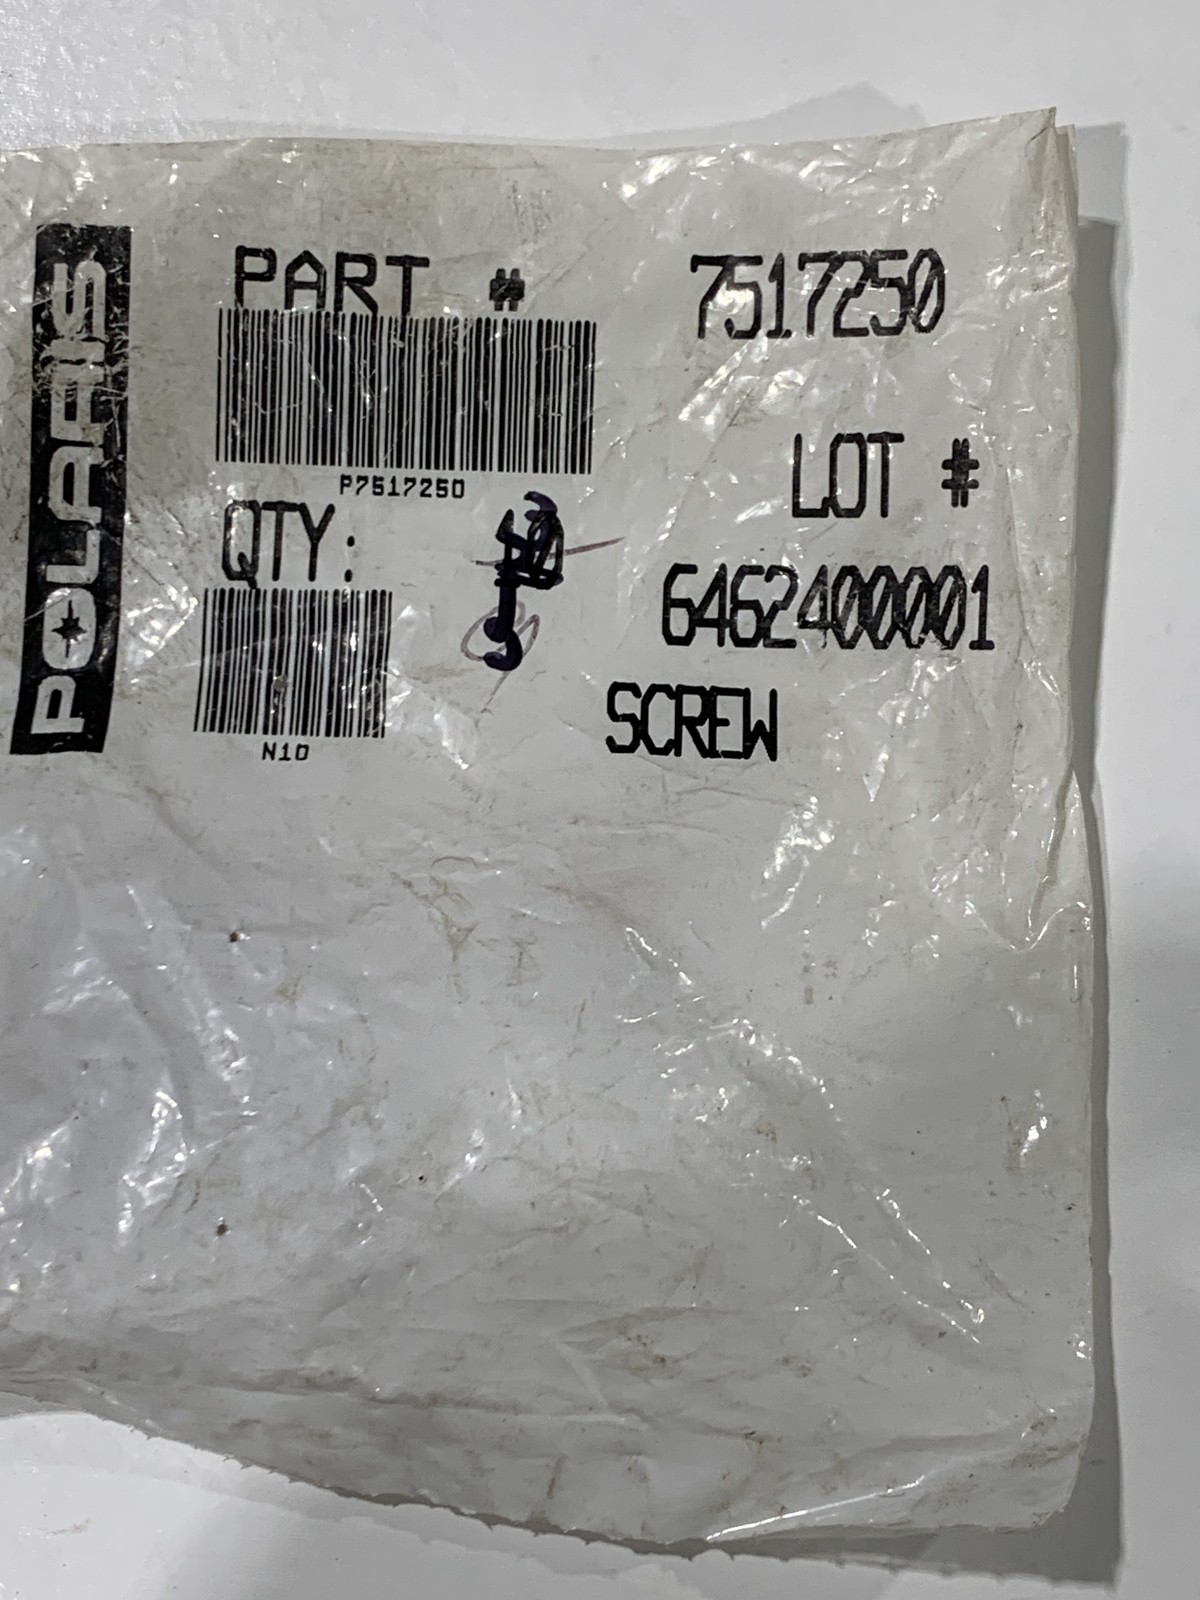 POLARIS
PART # 7517250
P7517250
LOT #
QTY:
6462400001
N10
SCREW